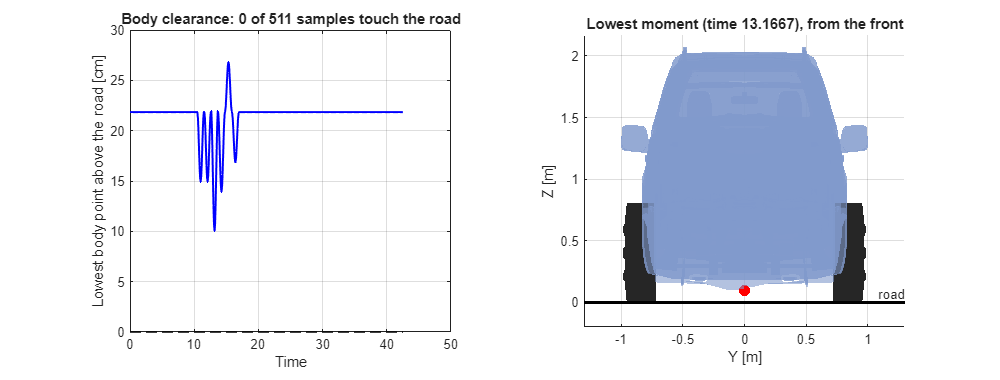 Body clearance: 0 of 511 samples touch the road
Lowest body point above the road [cm]
30
25
20
15
10
5
0
0 10 20 30 40 50
Time
Lowest moment (time 13.1667), from the front
Z [m]
2
1.5
1
0.5
0
road
-1 -0.5 0 0.5 1
Y [m]